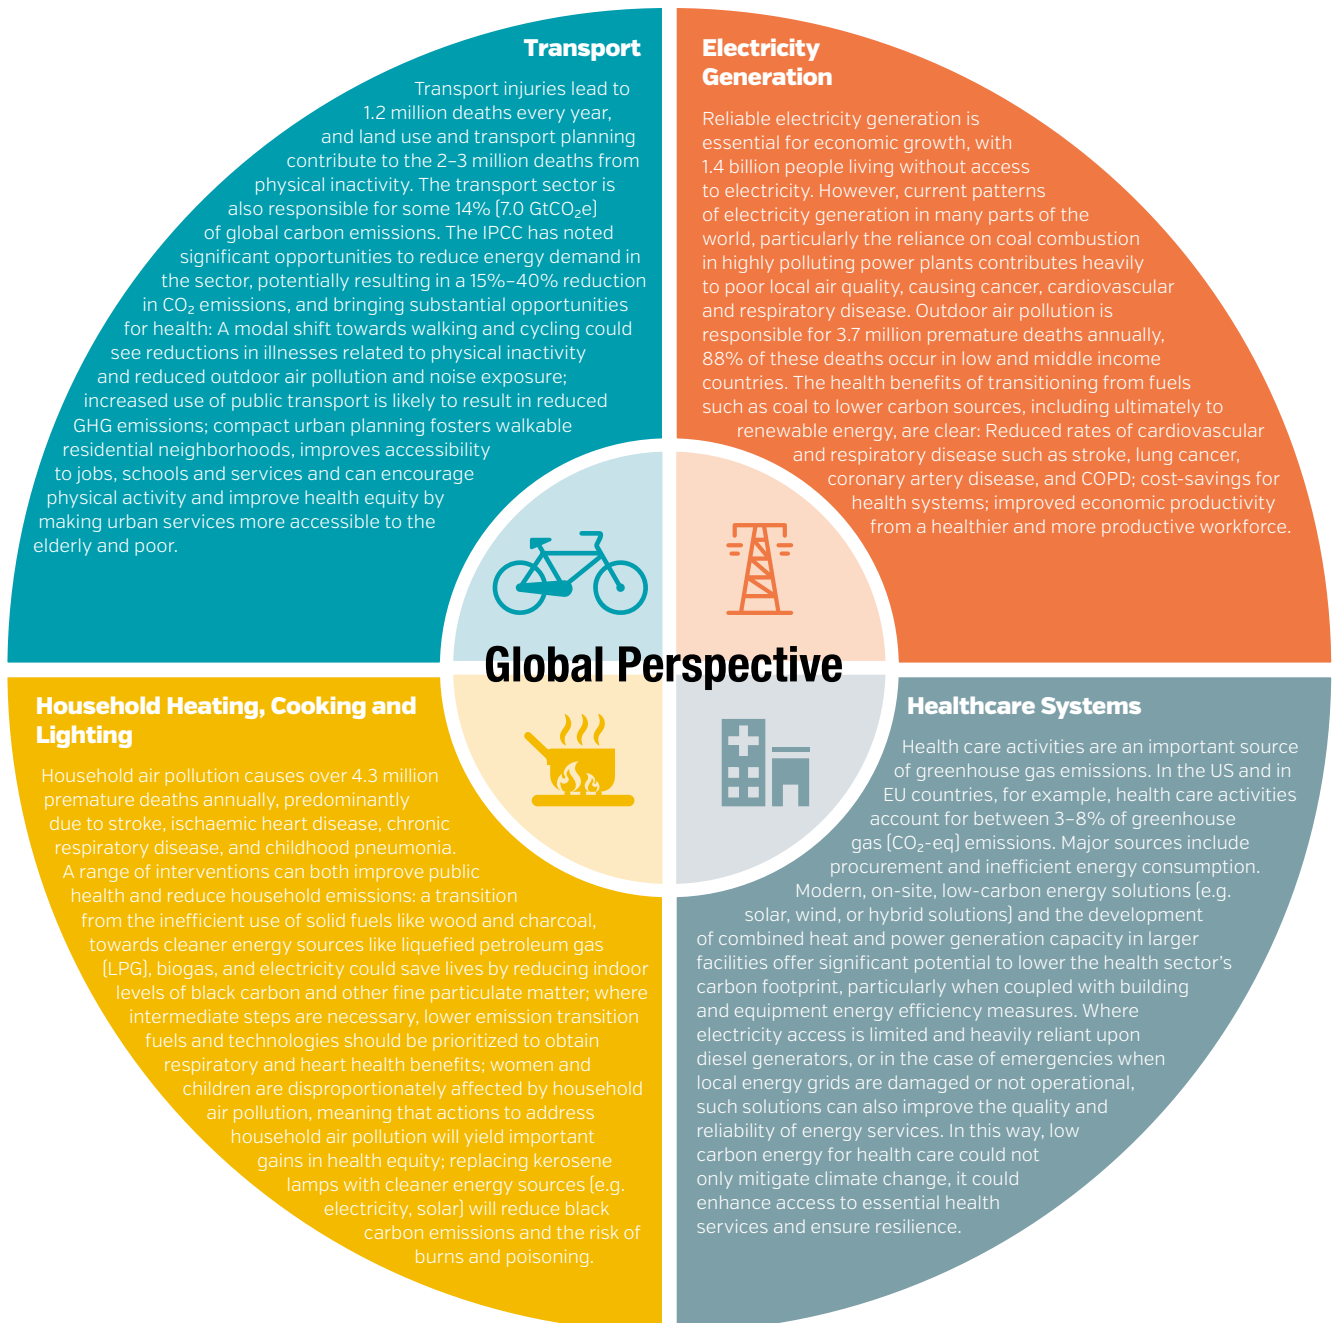 Transport
Transport injuries lead to
1.2 million deaths every year,
and land use and transport planning
contribute to the 2–3 million deaths from
physical inactivity. The transport sector is
also responsible for some 14% (7.0 GtCO₂e)
of global carbon emissions. The IPCC has noted
significant opportunities to reduce energy demand in
the sector, potentially resulting in a 15%–40% reduction
in CO₂ emissions, and bringing substantial opportunities
for health: A modal shift towards walking and cycling could
see reductions in illnesses related to physical inactivity
and reduced outdoor air pollution and noise exposure;
increased use of public transport is likely to result in reduced
GHG emissions; compact urban planning fosters walkable
residential neighborhoods, improves accessibility
to jobs, schools and services and can encourage
physical activity and improve health equity by
making urban services more accessible to the
elderly and poor.
Electricity
Generation
Reliable electricity generation is
essential for economic growth, with
1.4 billion people living without access
to electricity. However, current patterns
of electricity generation in many parts of the
world, particularly the reliance on coal combustion
in highly polluting power plants contributes heavily
to poor local air quality, causing cancer, cardiovascular
and respiratory disease. Outdoor air pollution is
responsible for 3.7 million premature deaths annually,
88% of these deaths occur in low and middle income
countries. The health benefits of transitioning from fuels
such as coal to lower carbon sources, including ultimately to
renewable energy, are clear: Reduced rates of cardiovascular
and respiratory disease such as stroke, lung cancer,
coronary artery disease, and COPD; cost-savings for
health systems; improved economic productivity
from a healthier and more productive workforce.
Global Perspective
Household Heating, Cooking and
Lighting
Household air pollution causes over 4.3 million
premature deaths annually, predominantly
due to stroke, ischaemic heart disease, chronic
respiratory disease, and childhood pneumonia.
A range of interventions can both improve public
health and reduce household emissions: a transition
from the inefficient use of solid fuels like wood and charcoal,
towards cleaner energy sources like liquefied petroleum gas
(LPG), biogas, and electricity could save lives by reducing indoor
levels of black carbon and other fine particulate matter; where
intermediate steps are necessary, lower emission transition
fuels and technologies should be prioritized to obtain
respiratory and heart health benefits; women and
children are disproportionately affected by household
air pollution, meaning that actions to address
household air pollution will yield important
gains in health equity; replacing kerosene
lamps with cleaner energy sources (e.g.
electricity, solar) will reduce black
carbon emissions and the risk of
burns and poisoning.
Healthcare Systems
Health care activities are an important source
of greenhouse gas emissions. In the US and in
EU countries, for example, health care activities
account for between 3–8% of greenhouse
gas (CO₂-eq) emissions. Major sources include
procurement and inefficient energy consumption.
Modern, on-site, low-carbon energy solutions (e.g.
solar, wind, or hybrid solutions) and the development
of combined heat and power generation capacity in larger
facilities offer significant potential to lower the health sector's
carbon footprint, particularly when coupled with building
and equipment energy efficiency measures. Where
electricity access is limited and heavily reliant upon
diesel generators, or in the case of emergencies when
local energy grids are damaged or not operational,
such solutions can also improve the quality and
reliability of energy services. In this way, low
carbon energy for health care could not
only mitigate climate change, it could
enhance access to essential health
services and ensure resilience.